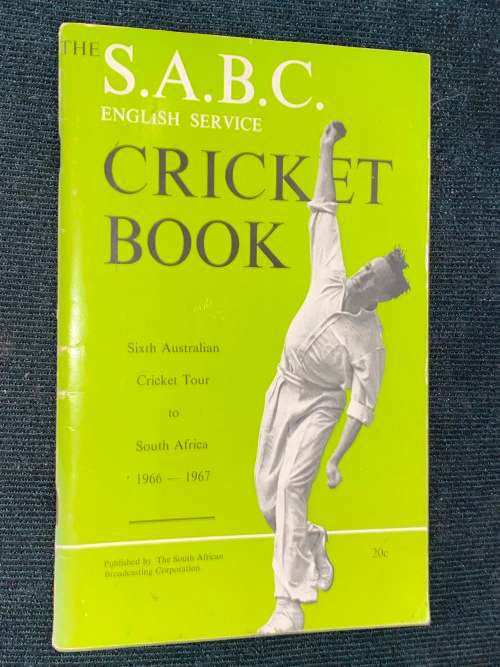 THE
S.A.B.C.
ENGLISH SERVICE
CRICKET
BOOK
Sixth Australian
Cricket Tour
to
South Africa
1966 — 1967
Published by The South African
Broadcasting Corporation.
20c